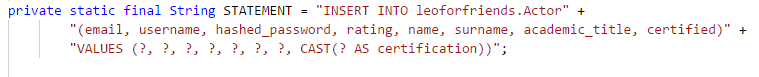 private static final String STATEMENT = "INSERT INTO leoforfriends.Actor" +
"(email, username, hashed_password, rating, name, surname, academic_title, certified)" +
"VALUES (?, ?, ?, ?, ?, ?, ?, CAST(? AS certification))";